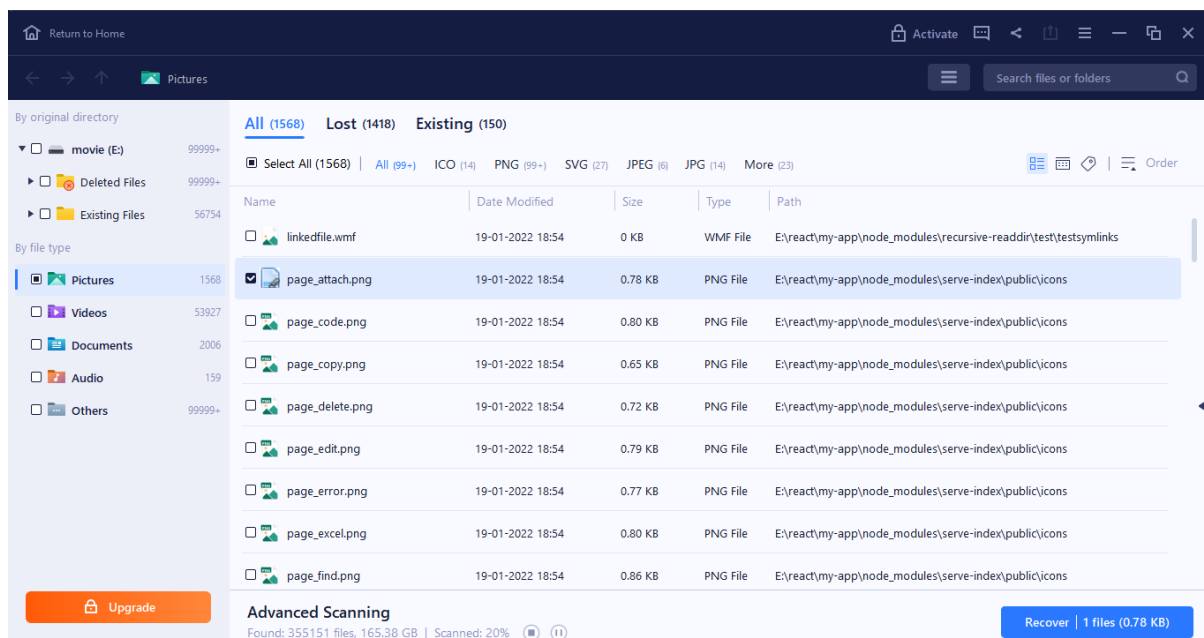 Return to Home
Activate
Pictures
Search files or folders
By original directory
movie (E:) 99999+
Deleted Files 99999+
Existing Files 56754
By file type
Pictures 1568
Videos 53927
Documents 2006
Audio 159
Others 99999+
Upgrade
All (1568) Lost (1418) Existing (150)
Select All (1568) | All (99+) ICO (14) PNG (99+) SVG (27) JPEG (6) JPG (14) More (23)
Order
Name Date Modified Size Type Path
linkedfile.wmf 19-01-2022 18:54 0 KB WMF File E:\react\my-app\node_modules\recursive-readdir\test\testsymlinks
page_attach.png 19-01-2022 18:54 0.78 KB PNG File E:\react\my-app\node_modules\serve-index\public\icons
page_code.png 19-01-2022 18:54 0.80 KB PNG File E:\react\my-app\node_modules\serve-index\public\icons
page_copy.png 19-01-2022 18:54 0.65 KB PNG File E:\react\my-app\node_modules\serve-index\public\icons
page_delete.png 19-01-2022 18:54 0.72 KB PNG File E:\react\my-app\node_modules\serve-index\public\icons
page_edit.png 19-01-2022 18:54 0.79 KB PNG File E:\react\my-app\node_modules\serve-index\public\icons
page_error.png 19-01-2022 18:54 0.77 KB PNG File E:\react\my-app\node_modules\serve-index\public\icons
page_excel.png 19-01-2022 18:54 0.80 KB PNG File E:\react\my-app\node_modules\serve-index\public\icons
page_find.png 19-01-2022 18:54 0.86 KB PNG File E:\react\my-app\node_modules\serve-index\public\icons
Advanced Scanning
Found: 355151 files, 165.38 GB | Scanned: 20%
Recover | 1 files (0.78 KB)